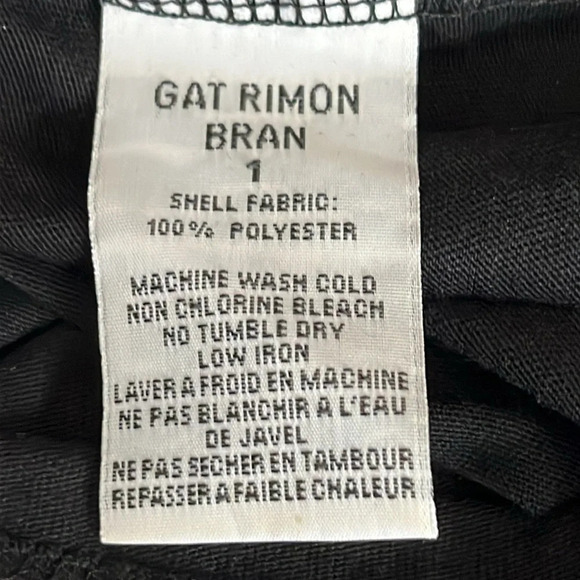 GAT RIMON
BRAN
1
SHELL FABRIC:
100% POLYESTER
MACHINE WASH COLD
NON CHLORINE BLEACH
NO TUMBLE DRY
LOW IRON
LAVER A FROID EN MACHINE
NE PAS BLANCHIR A L'EAU
DE JAVEL
NE PAS SECHER EN TAMBOUR
REPASSER A FAIBLE CHALEUR